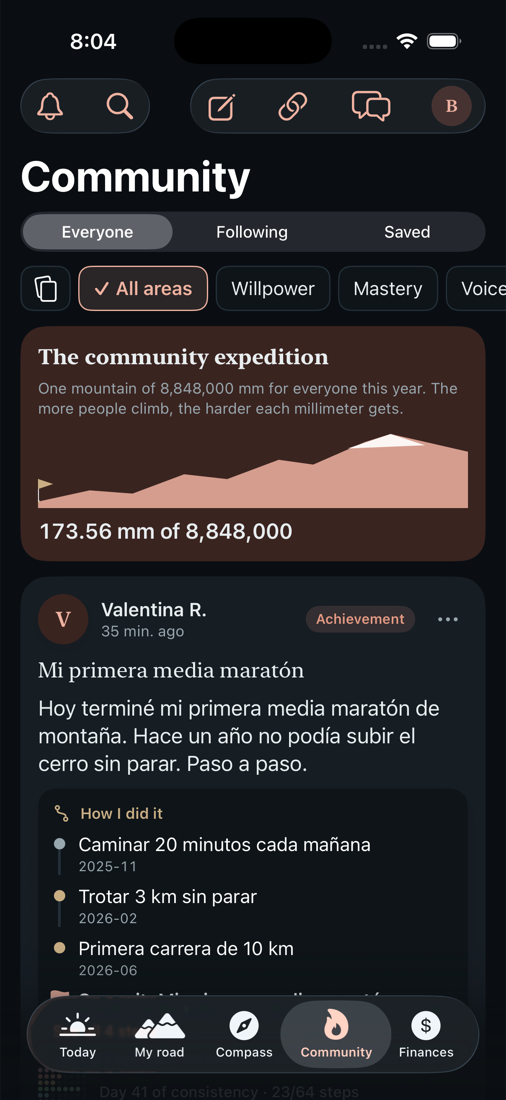 8:04
B
Community
Everyone Following Saved
✓ All areas Willpower Mastery Voice
The community expedition
One mountain of 8,848,000 mm for everyone this year. The
more people climb, the harder each millimeter gets.
173.56 mm of 8,848,000
V
Valentina R.
35 min. ago
Achievement
Mi primera media maratón
Hoy terminé mi primera media maratón de
montaña. Hace un año no podía subir el
cerro sin parar. Paso a paso.
How I did it
Caminar 20 minutos cada mañana
2025-11
Trotar 3 km sin parar
2026-02
Primera carrera de 10 km
2026-06
Today My road Compass Community Finances
Day 41 of consistency · 23/64 steps